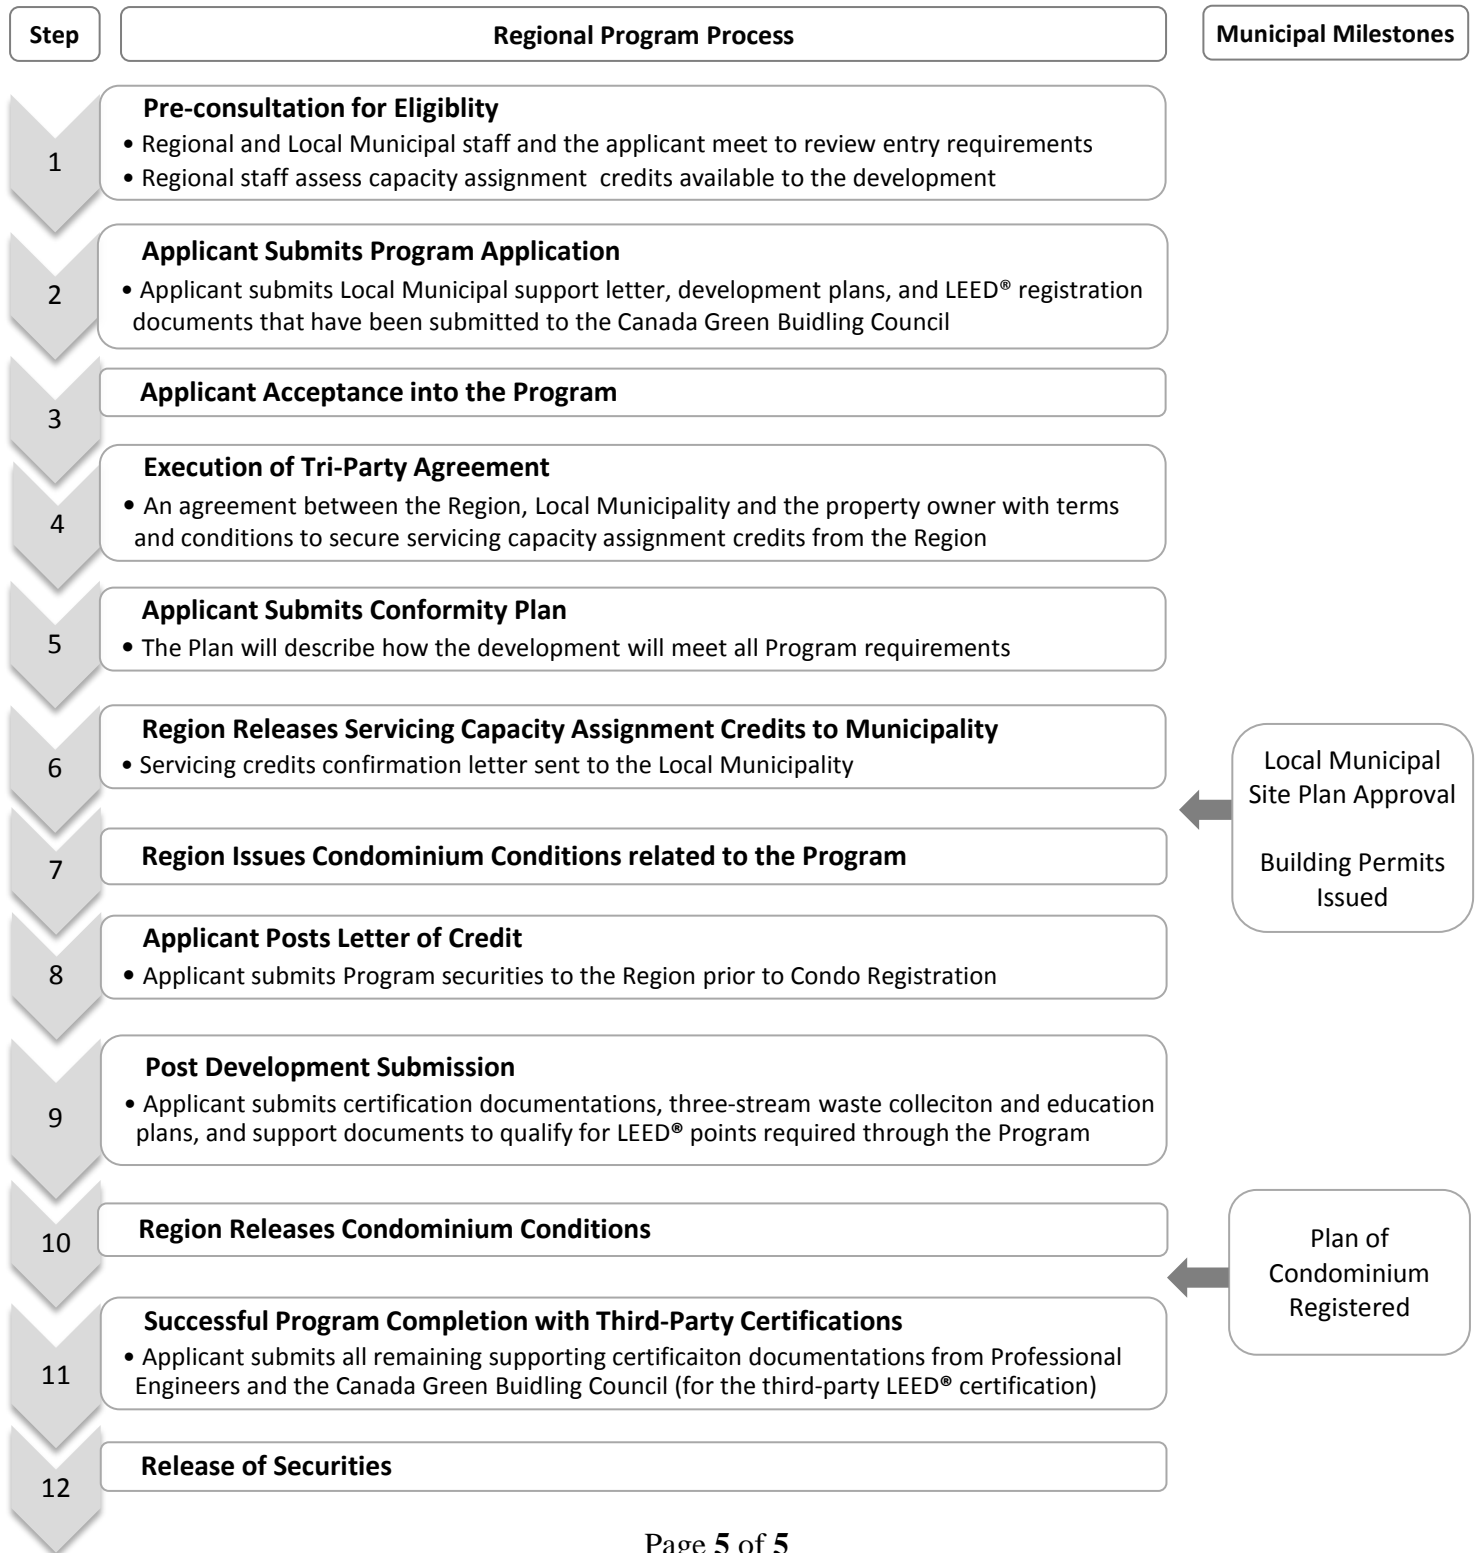 Step
Regional Program Process
Municipal Milestones
1
Pre-consultation for Eligiblity
• Regional and Local Municipal staff and the applicant meet to review entry requirements
• Regional staff assess capacity assignment credits available to the development
2
Applicant Submits Program Application
• Applicant submits Local Municipal support letter, development plans, and LEED® registration
documents that have been submitted to the Canada Green Buidling Council
3
Applicant Acceptance into the Program
4
Execution of Tri-Party Agreement
• An agreement between the Region, Local Municipality and the property owner with terms
and conditions to secure servicing capacity assignment credits from the Region
5
Applicant Submits Conformity Plan
• The Plan will describe how the development will meet all Program requirements
6
Region Releases Servicing Capacity Assignment Credits to Municipality
• Servicing credits confirmation letter sent to the Local Municipality
Local Municipal
Site Plan Approval
Building Permits
Issued
7
Region Issues Condominium Conditions related to the Program
8
Applicant Posts Letter of Credit
• Applicant submits Program securities to the Region prior to Condo Registration
9
Post Development Submission
• Applicant submits certification documentations, three-stream waste colleciton and education
plans, and support documents to qualify for LEED® points required through the Program
10
Region Releases Condominium Conditions
Plan of
Condominium
Registered
11
Successful Program Completion with Third-Party Certifications
• Applicant submits all remaining supporting certificaiton documentations from Professional
Engineers and the Canada Green Buidling Council (for the third-party LEED® certification)
12
Release of Securities
Page 5 of 5